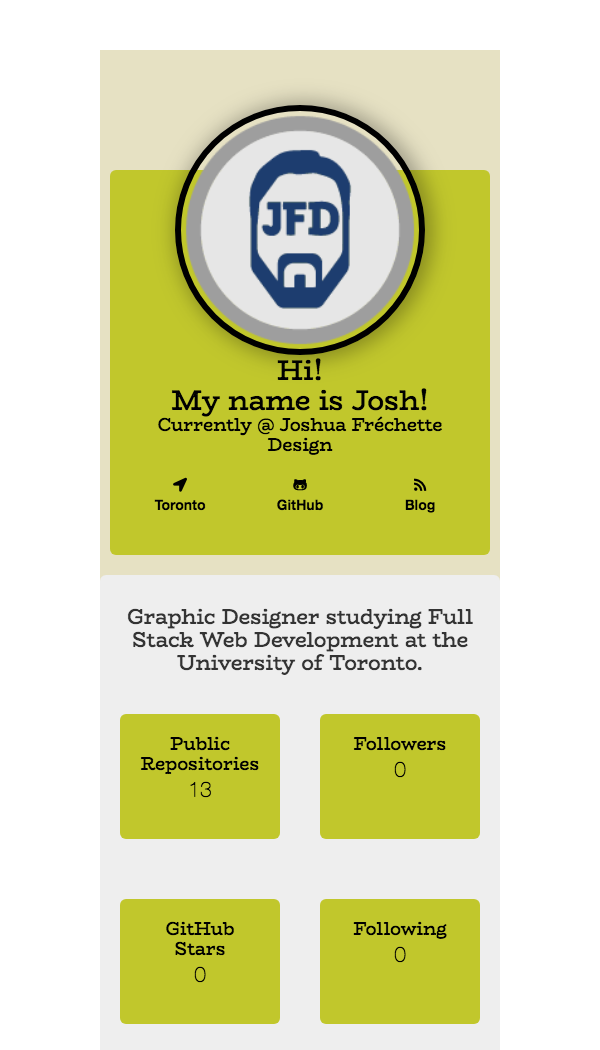 JFD
Hi!
My name is Josh!
Currently @ Joshua Fréchette
Design
Toronto
GitHub
Blog
Graphic Designer studying Full
Stack Web Development at the
University of Toronto.
Public
Repositories
13
Followers
0
GitHub
Stars
0
Following
0